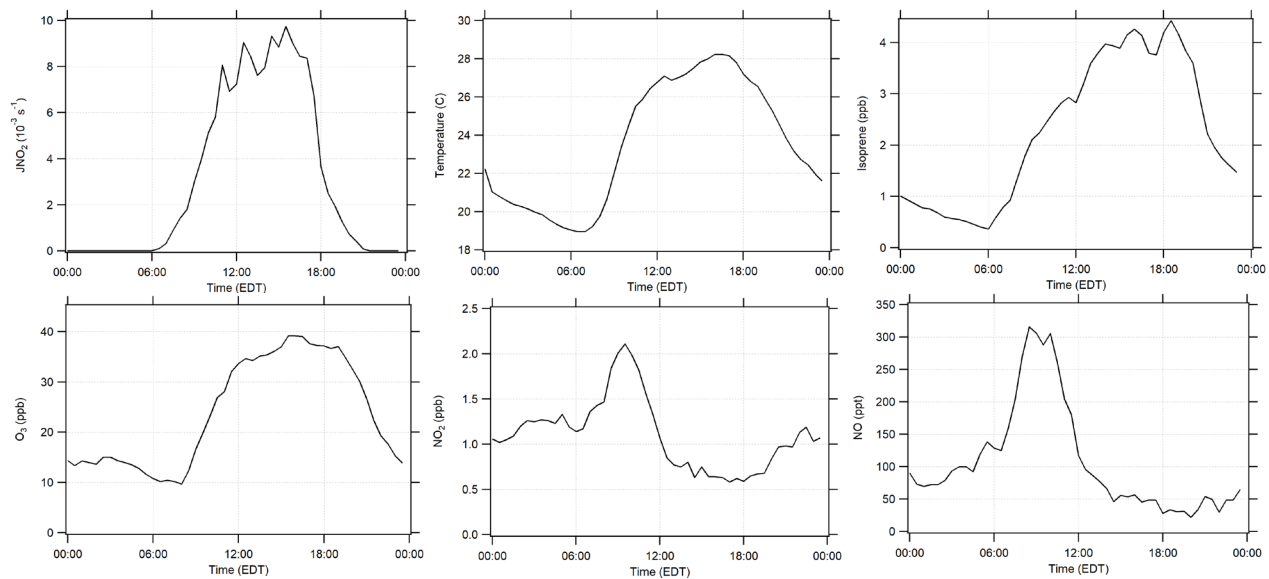 JNO2 (10-3 s-1)
10
8
6
4
2
0
00:00 06:00 12:00 18:00 00:00
Time (EDT)
Temperature (C)
30
28
26
24
22
20
18
00:00 06:00 12:00 18:00 00:00
Time (EDT)
Isoprene (ppb)
4
3
2
1
0
00:00 06:00 12:00 18:00 00:00
Time (EDT)
O3 (ppb)
40
30
20
10
0
00:00 06:00 12:00 18:00 00:00
Time (EDT)
NO2 (ppb)
2.5
2.0
1.5
1.0
0.5
0.0
00:00 06:00 12:00 18:00 00:00
Time (EDT)
NO (ppt)
350
300
250
200
150
100
50
0
00:00 06:00 12:00 18:00 00:00
Time (EDT)